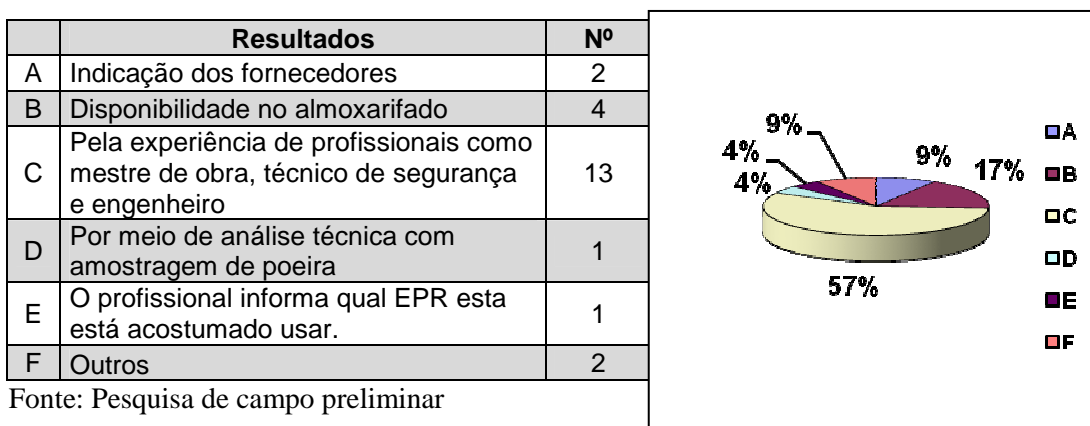 Resultados Nº
A Indicação dos fornecedores 2
B Disponibilidade no almoxarifado 4
Pela experiência de profissionais como
C mestre de obra, técnico de segurança 13
e engenheiro
Por meio de análise técnica com
D amostragem de poeira 1
O profissional informa qual EPR esta
E está acostumado usar. 1
F Outros 2
Fonte: Pesquisa de campo preliminar
9%
9%
4%
17%
4%
57%
A
B
C
D
E
F